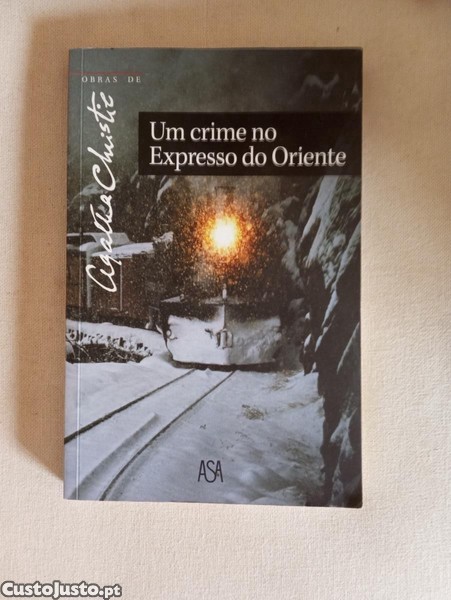 OBRAS DE
Agatha Christie
Um crime no
Expresso do Oriente
ASA
CustoJusto.pt